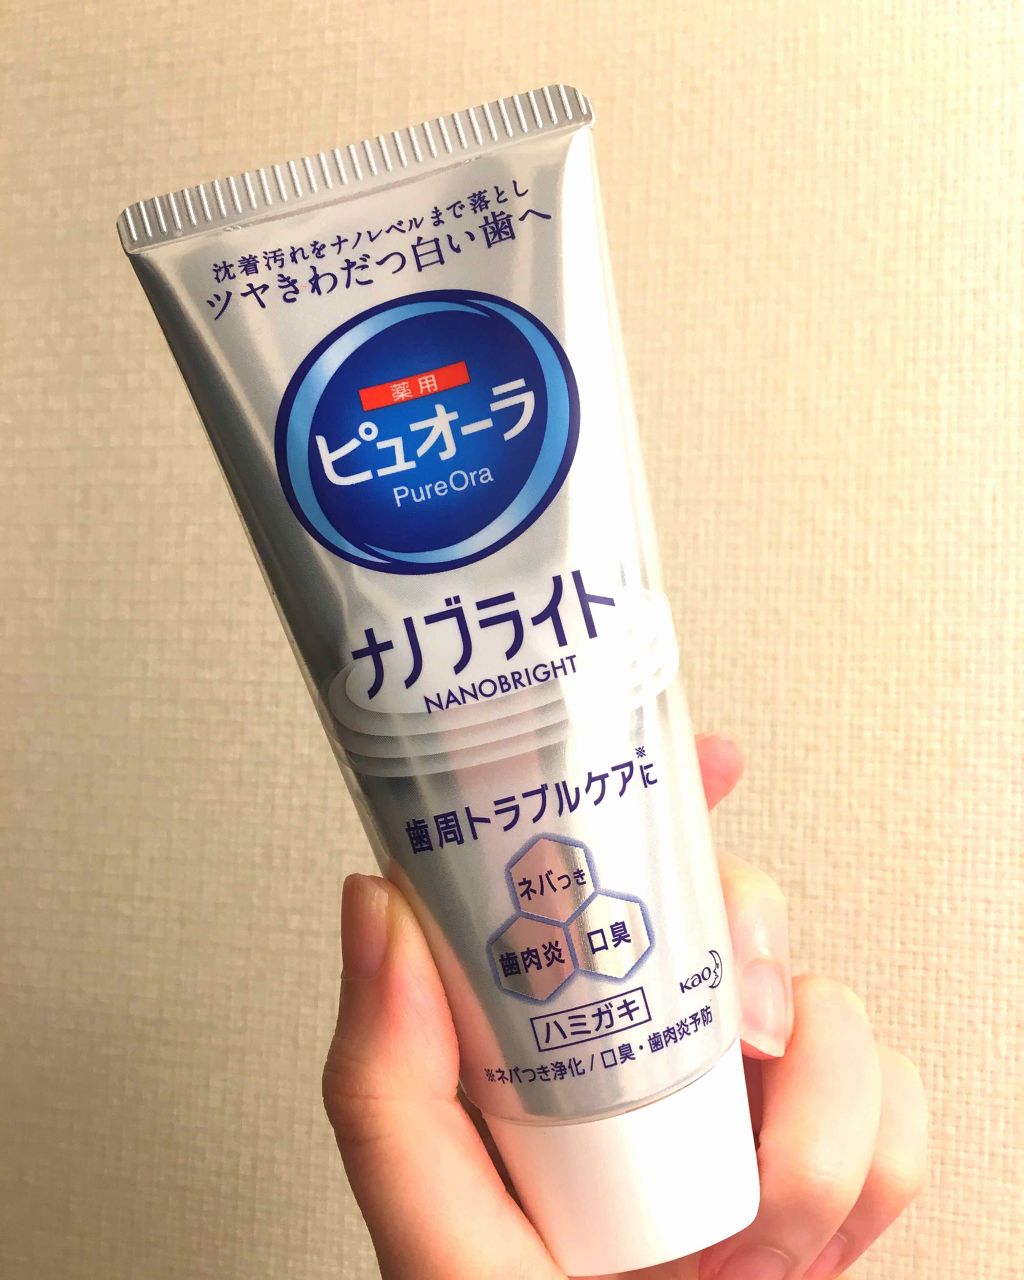 沈着汚れをナノレベルまで落とし
ツヤきわだつ白い歯へ
薬用
ピュオーラ
PureOra
ナノブライト
NANOBRIGHT
歯周トラブルケア※に
ネバつき
歯肉炎
口臭
ハミガキ
kao
※ネバつき浄化/口臭・歯肉炎予防